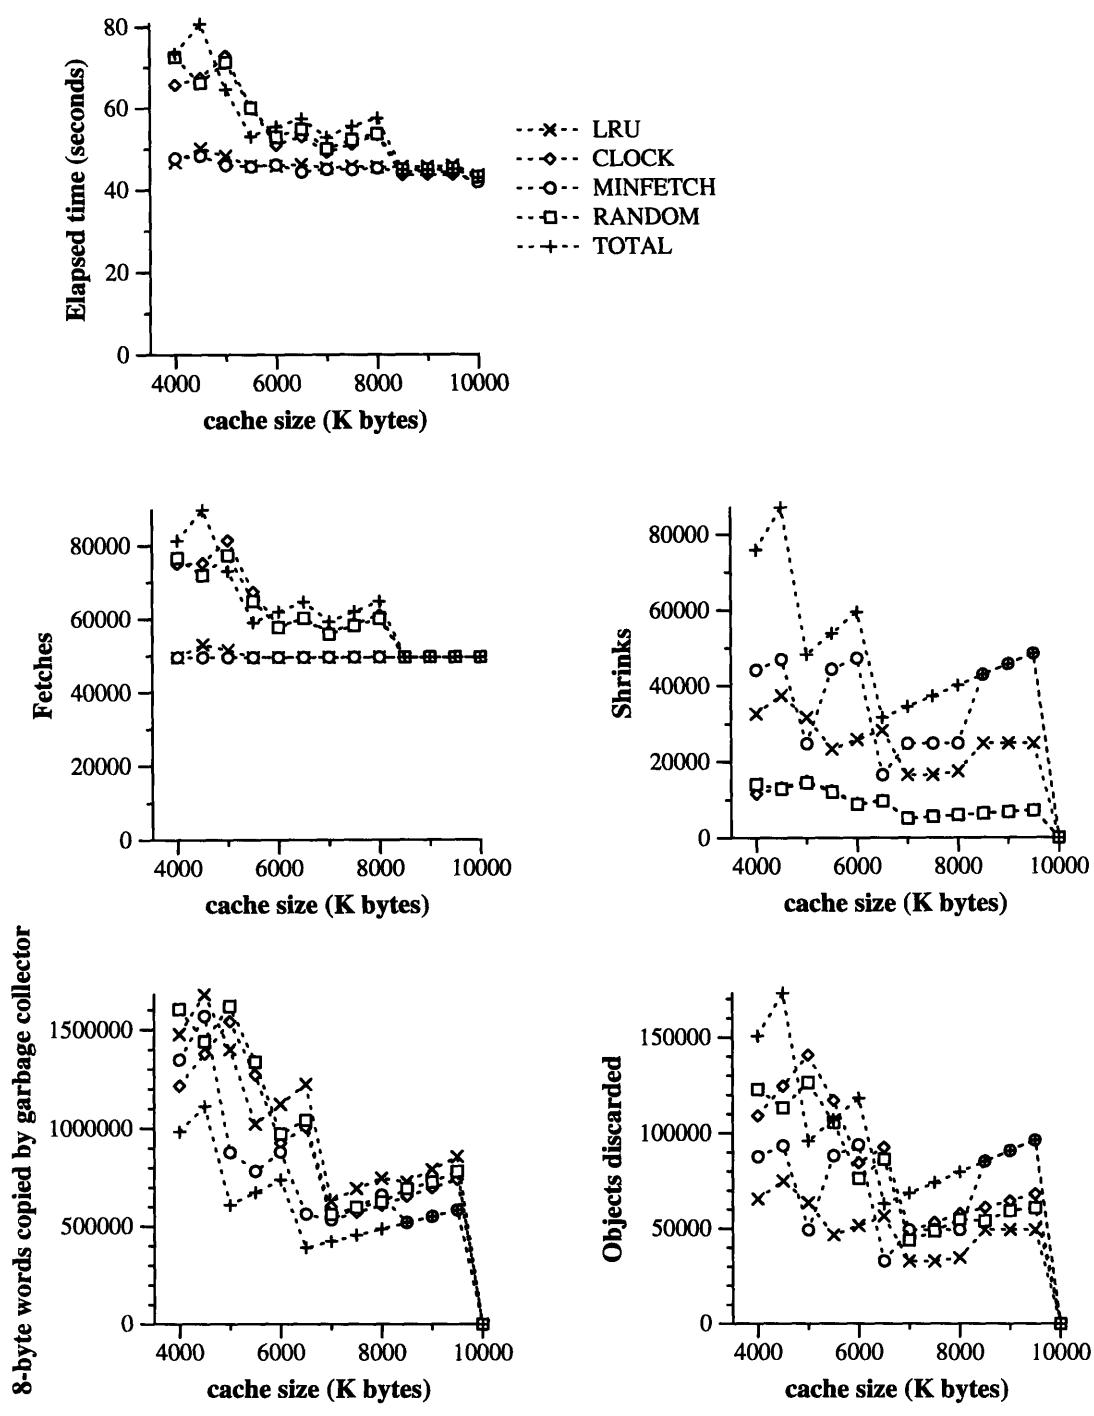 80
60
40
20
0
4000 6000 8000 10000
Elapsed time (seconds)
cache size (K bytes)
LRU
CLOCK
MINFETCH
RANDOM
TOTAL
80000
60000
40000
20000
0
4000 6000 8000 10000
Fetches
cache size (K bytes)
80000
60000
40000
20000
0
4000 6000 8000 10000
Shrinks
cache size (K bytes)
1500000
1000000
500000
0
4000 6000 8000 10000
8-byte words copied by garbage collector
cache size (K bytes)
150000
100000
50000
0
4000 6000 8000 10000
Objects discarded
cache size (K bytes)